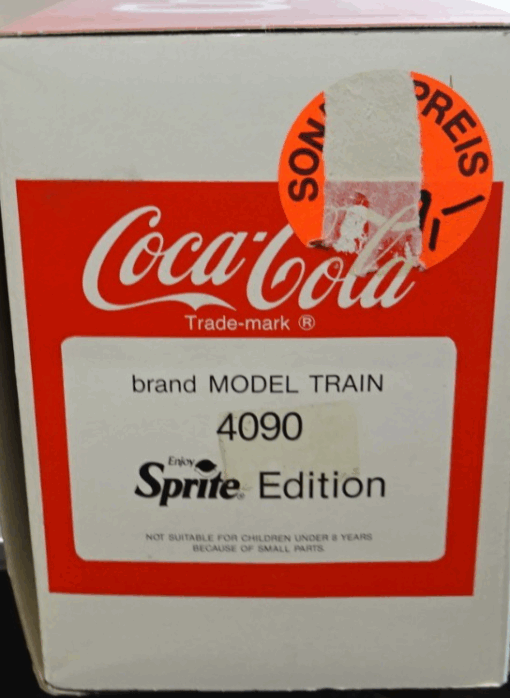 SON PREIS
Coca-Cola
Trade-mark ®
brand MODEL TRAIN
4090
Enjoy
Sprite® Edition
NOT SUITABLE FOR CHILDREN UNDER 8 YEARS
BECAUSE OF SMALL PARTS.